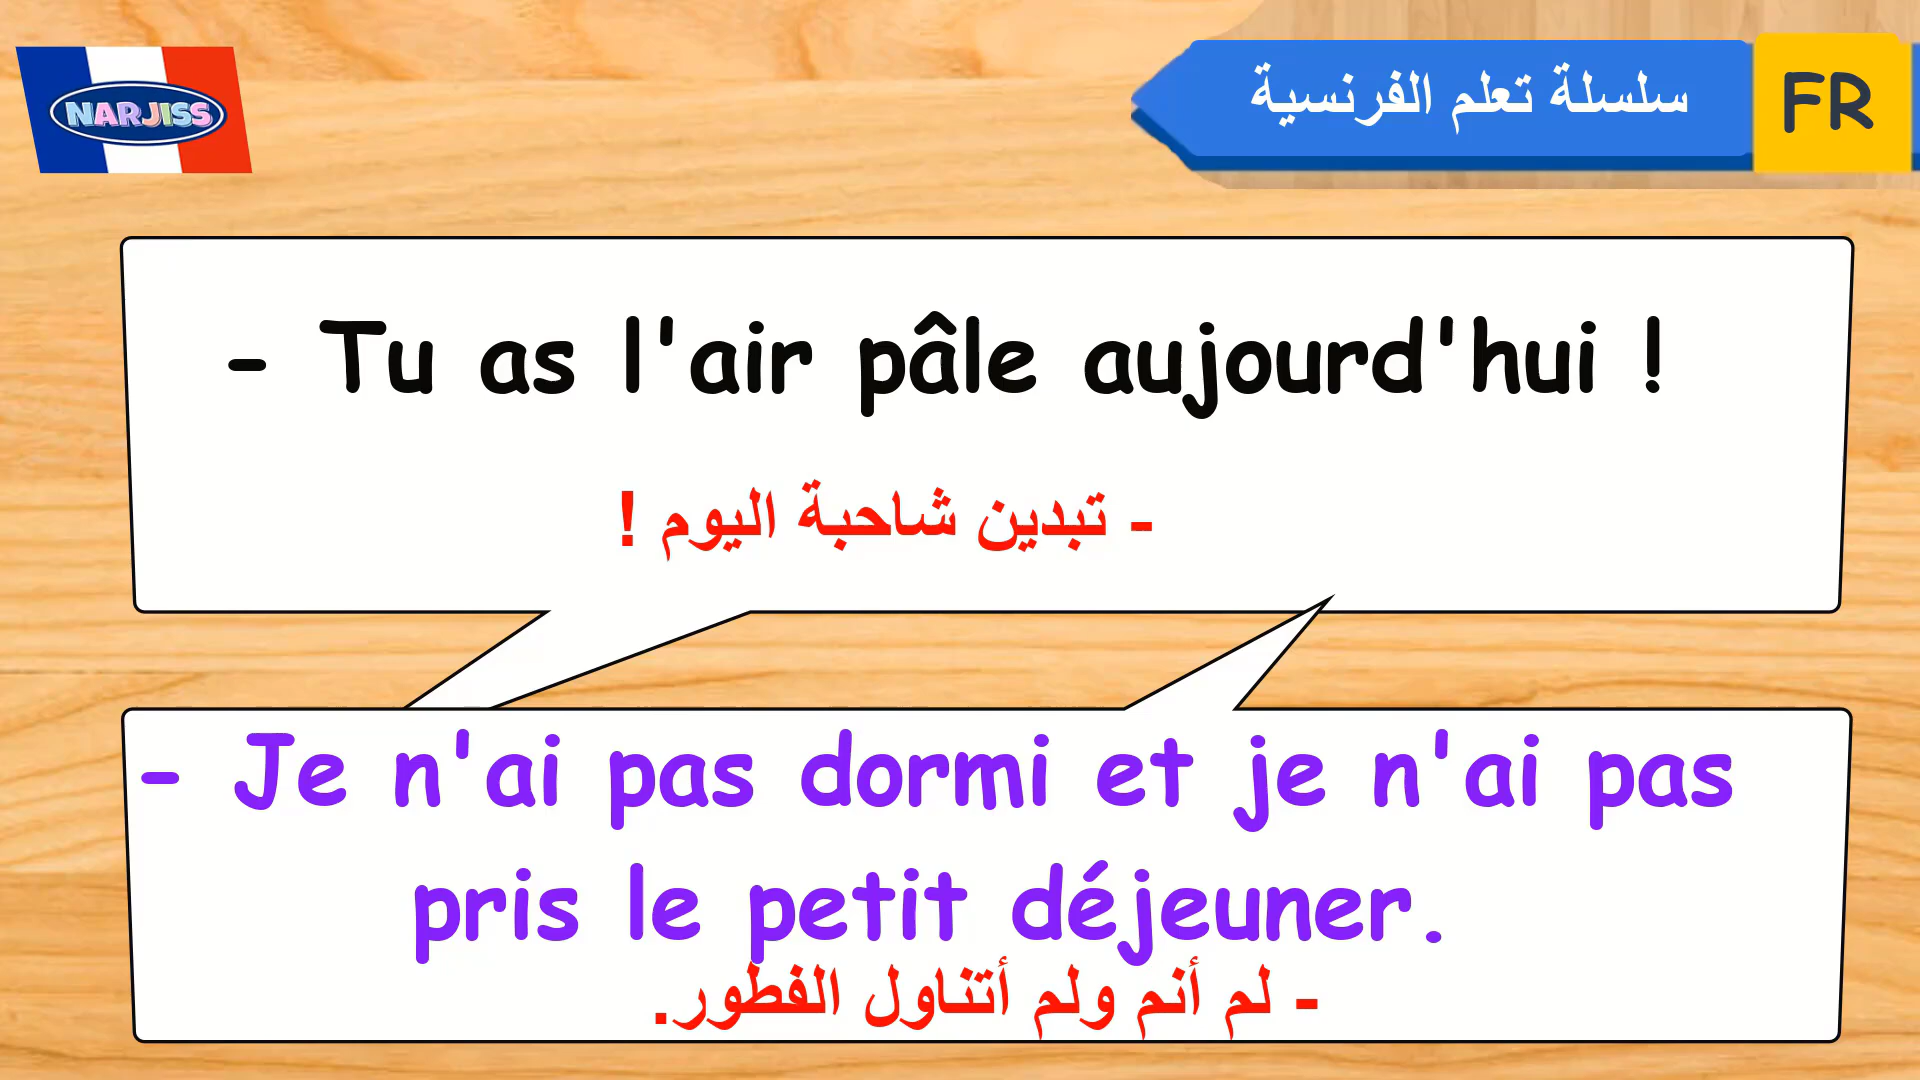 NARJISS
سلسلة تعلم الفرنسية
FR
- Tu as l'air pâle aujourd'hui !
- تبدين شاحبة اليوم !
- Je n'ai pas dormi et je n'ai pas
pris le petit déjeuner.
- لم أنم ولم أتناول الفطور.